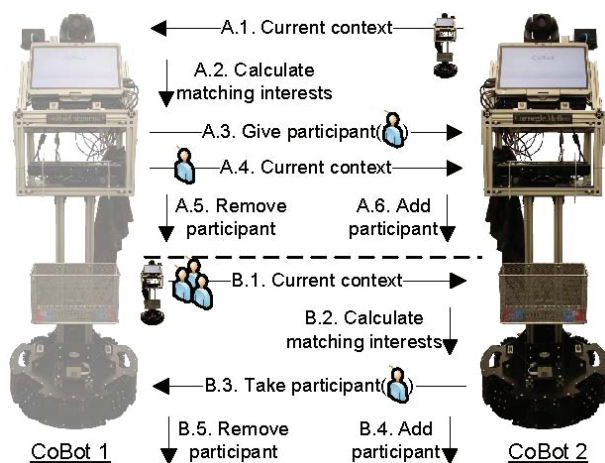 A.1. Current context
A.2. Calculate
matching interests
A.3. Give participant( )
A.4. Current context
A.5. Remove
participant
A.6. Add
participant
B.1. Current context
B.2. Calculate
matching interests
B.3. Take participant( )
B.5. Remove
participant
B.4. Add
participant
CoBot 1
CoBot 2
Carnegie Mellon